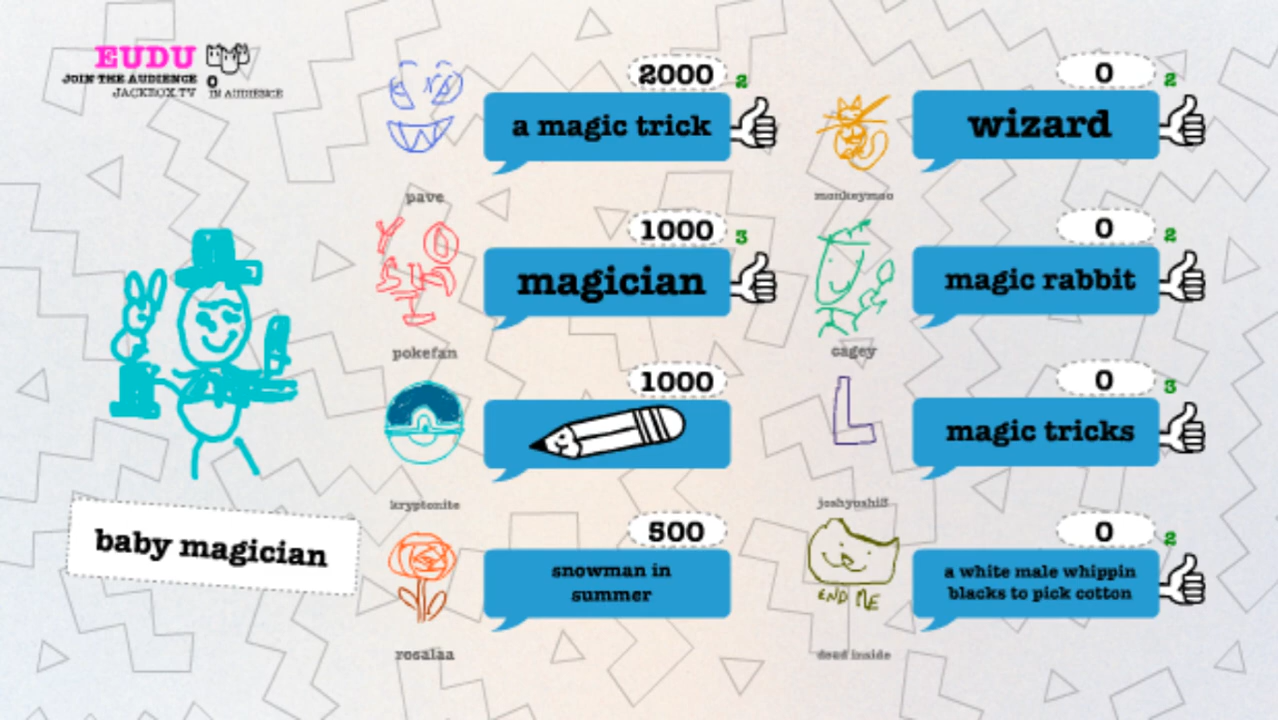 EUDU
JOIN THE AUDIENCE
JACKBOX.TV
0
IN AUDIENCE
2000
2
a magic trick
pave
0
2
wizard
monkeymoo
1000
3
magician
pokefan
0
2
magic rabbit
cagey
1000
kryptonite
0
3
magic tricks
L
joshyoshi8
baby magician
500
snowman in
summer
rosalaa
0
2
a white male whippin
blacks to pick cotton
END ME
dead inside